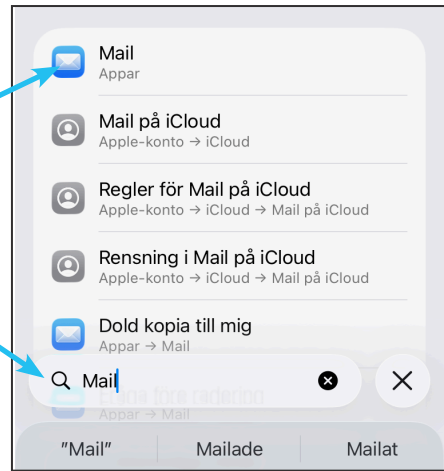 Mail
Appar
Mail på iCloud
Apple-konto → iCloud
Regler för Mail på iCloud
Apple-konto → iCloud → Mail på iCloud
Rensning i Mail på iCloud
Apple-konto → iCloud → Mail på iCloud
Dold kopia till mig
Appar → Mail
Mail
Appar → Mail
”Mail”
Mailade
Mailat